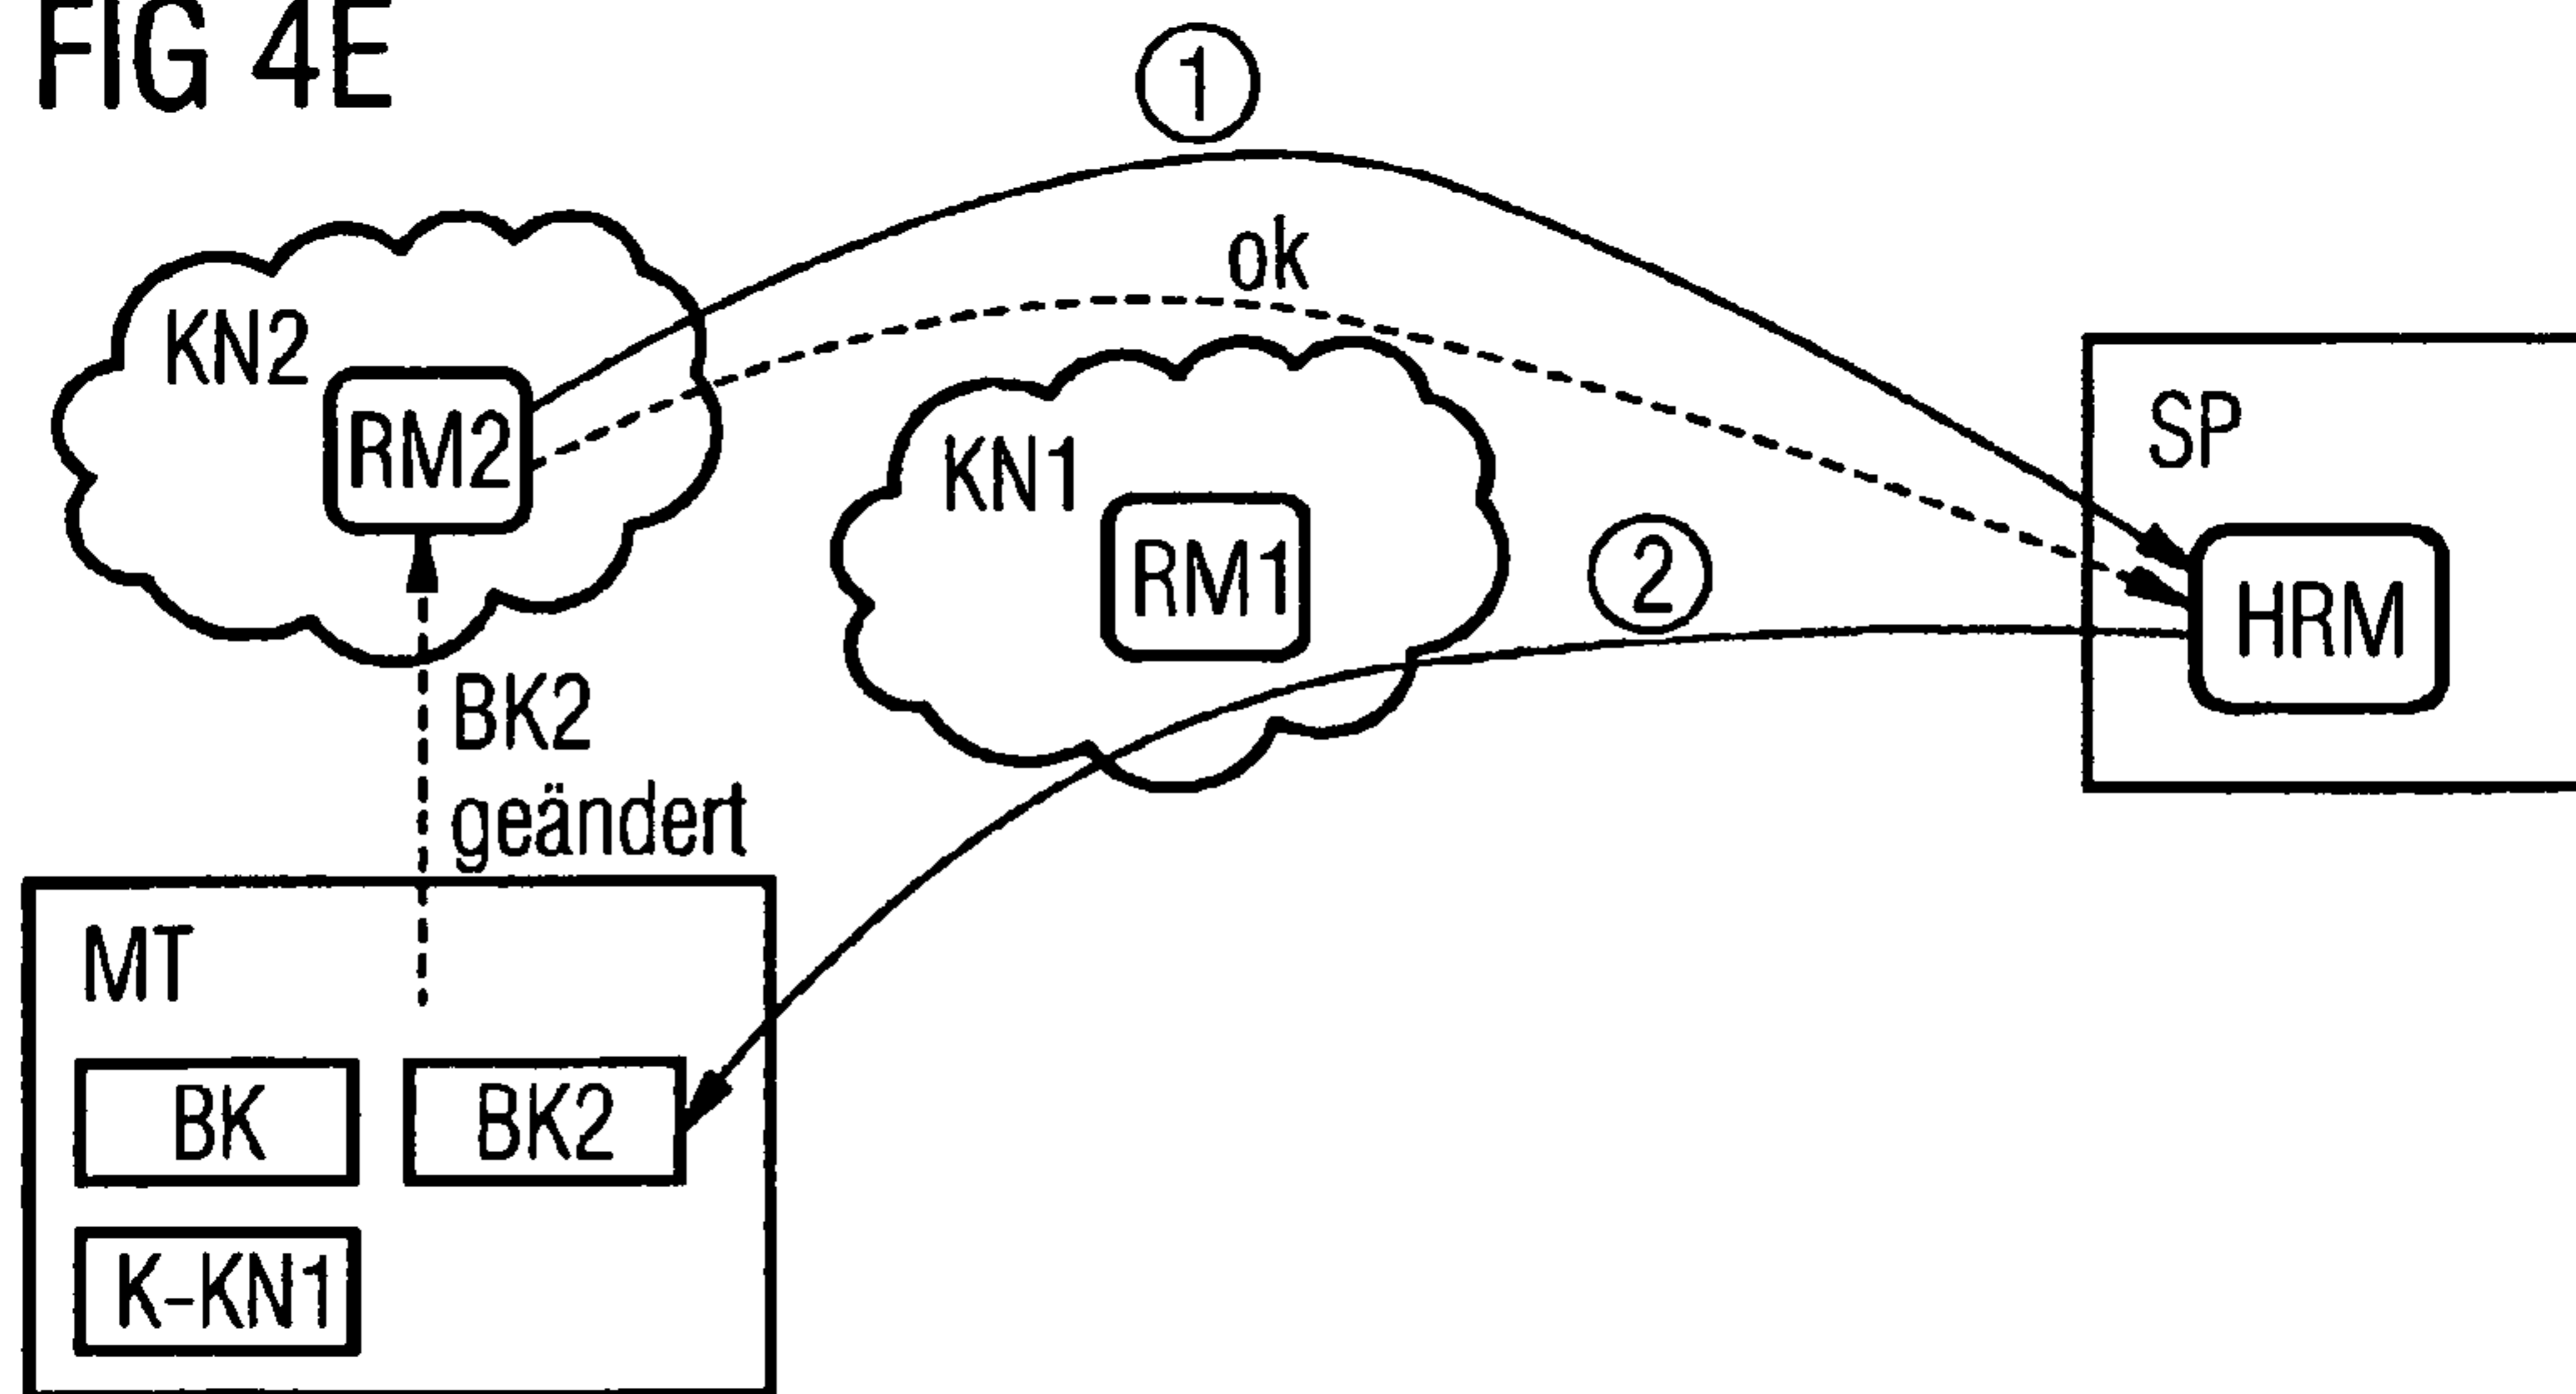 FIG 4E
1
ok
KN2
RM2
KN1
RM1
SP
HRM
2
BK2
geändert
MT
BK
BK2
K-KN1